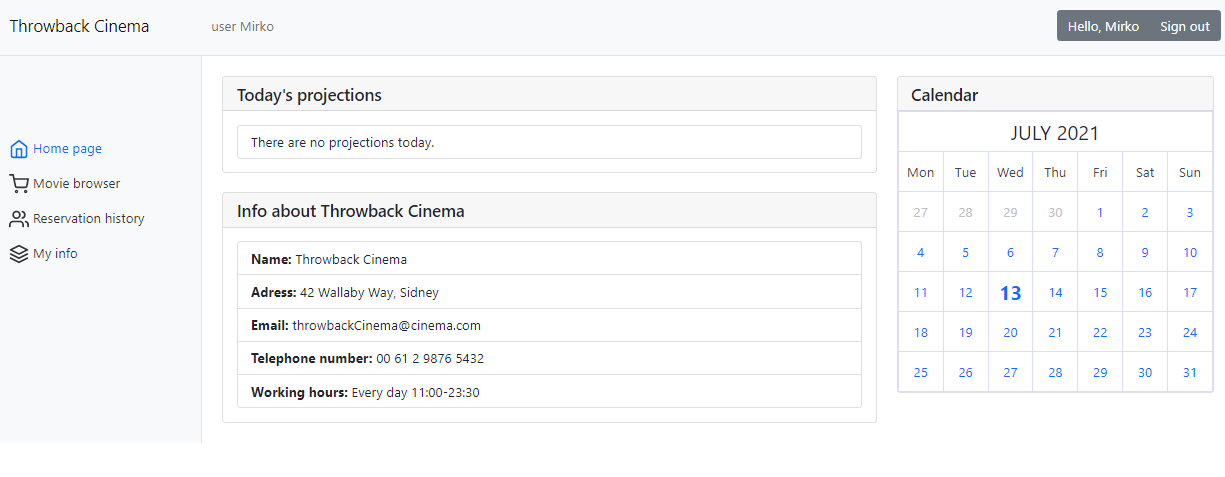 Throwback Cinema
user Mirko
Hello, Mirko
Sign out
Home page
Movie browser
Reservation history
My info
Today's projections
There are no projections today.
Info about Throwback Cinema
Name: Throwback Cinema
Adress: 42 Wallaby Way, Sidney
Email: throwbackCinema@cinema.com
Telephone number: 00 61 2 9876 5432
Working hours: Every day 11:00-23:30
Calendar
JULY 2021
Mon Tue Wed Thu Fri Sat Sun
27 28 29 30 1 2 3
4 5 6 7 8 9 10
11 12 13 14 15 16 17
18 19 20 21 22 23 24
25 26 27 28 29 30 31